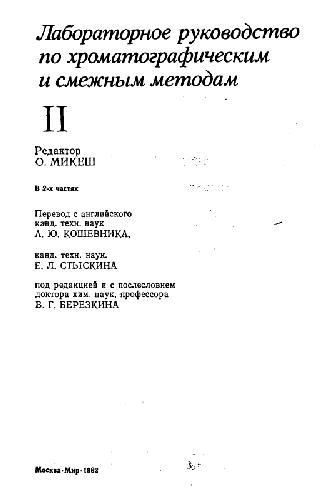 Лабораторное руководство
по хроматографическим
и смежным методам
II
Редактор
О. МИКЕШ
В 2-х частях
Перевод с английского
канд. техн. наук
А. Ю. КОШЕВНИКА,
канд. техн. наук.
Е. Л. СТЫСКИНА
под редакцией и с послесловием
доктора хим. наук, профессора
В. Г. БЕРЕЗКИНА
Москва·Мир·1982